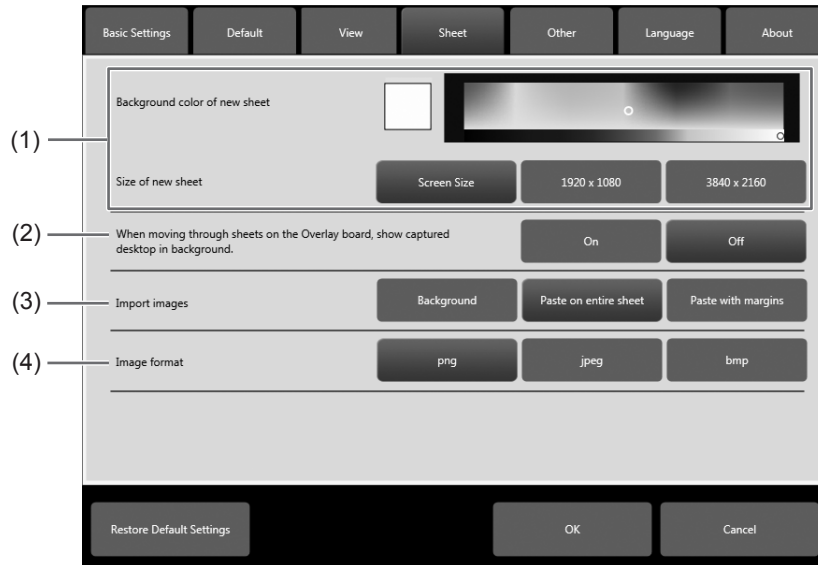 Basic Settings Default View Sheet Other Language About
(1)
Background color of new sheet
Size of new sheet Screen Size 1920 x 1080 3840 x 2160
(2)
When moving through sheets on the Overlay board, show captured
desktop in background.
On Off
(3)
Import images Background Paste on entire sheet Paste with margins
(4)
Image format png jpeg bmp
Restore Default Settings OK Cancel